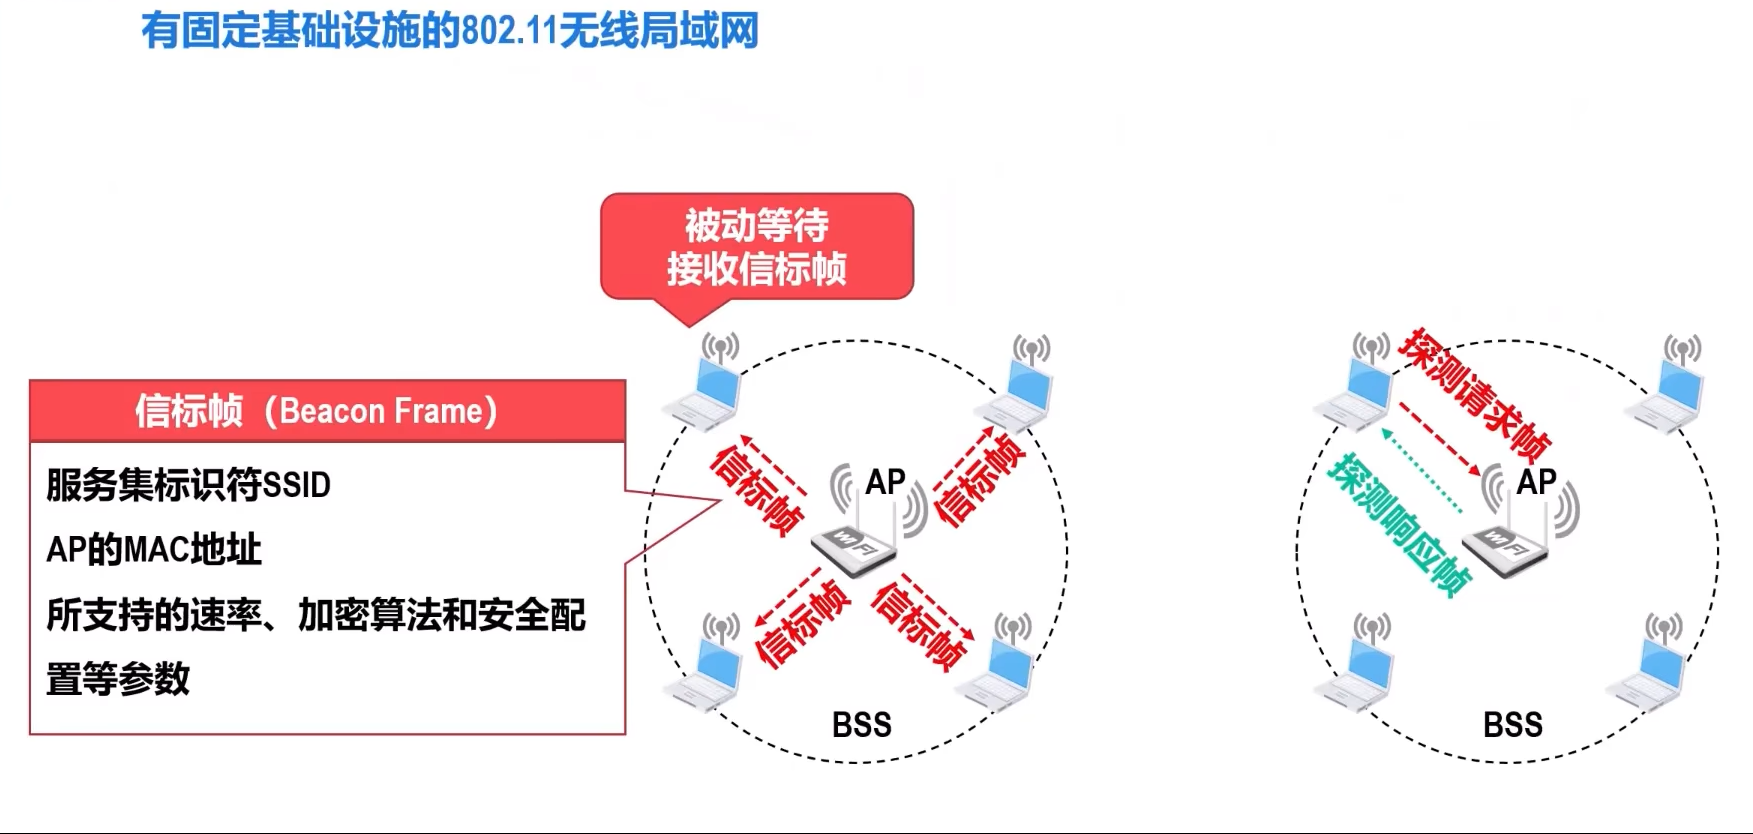 有固定基础设施的802.11无线局域网
被动等待
接收信标帧
信标帧（Beacon Frame）
服务集标识符SSID
AP的MAC地址
所支持的速率、加密算法和安全配
置等参数
信标帧
信标帧
AP
WiFi
信标帧
信标帧
BSS
探测请求帧
探测响应帧
AP
WiFi
BSS